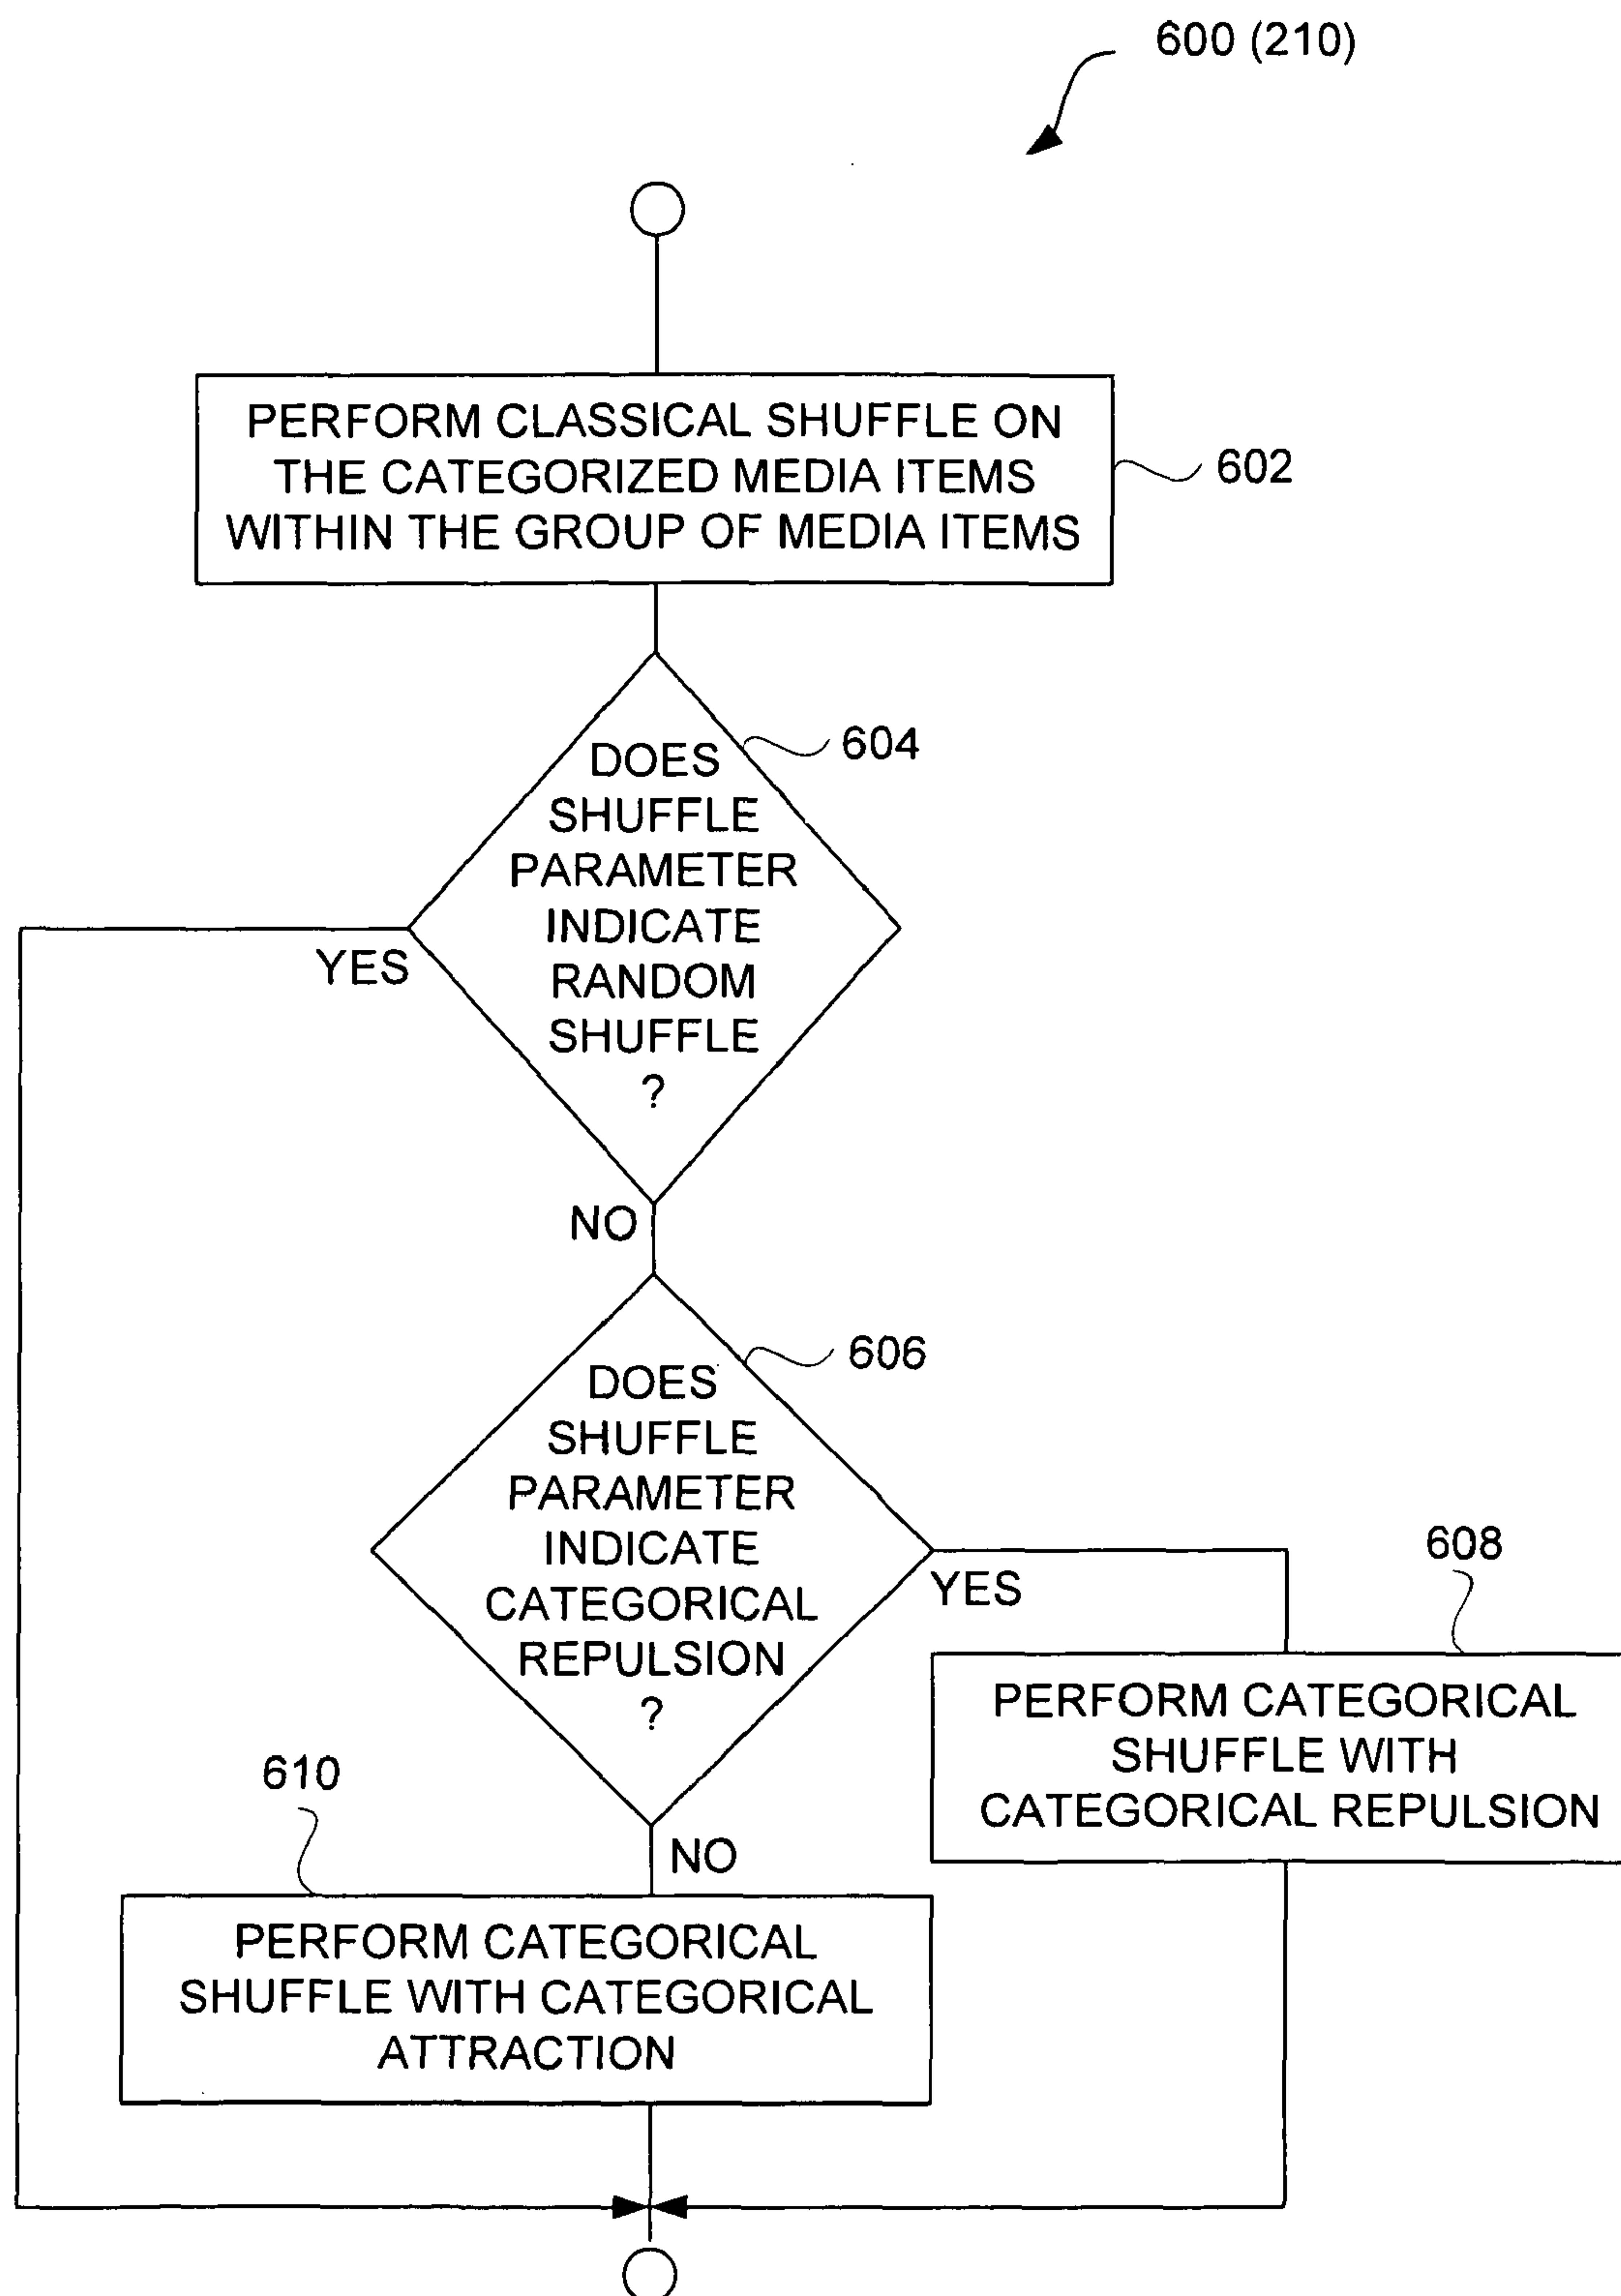 600 (210)
PERFORM CLASSICAL SHUFFLE ON
THE CATEGORIZED MEDIA ITEMS
WITHIN THE GROUP OF MEDIA ITEMS
602
604
DOES
SHUFFLE
PARAMETER
INDICATE
RANDOM
SHUFFLE
?
YES
NO
606
DOES
SHUFFLE
PARAMETER
INDICATE
CATEGORICAL
REPULSION
?
YES
608
PERFORM CATEGORICAL
SHUFFLE WITH
CATEGORICAL REPULSION
NO
610
PERFORM CATEGORICAL
SHUFFLE WITH CATEGORICAL
ATTRACTION